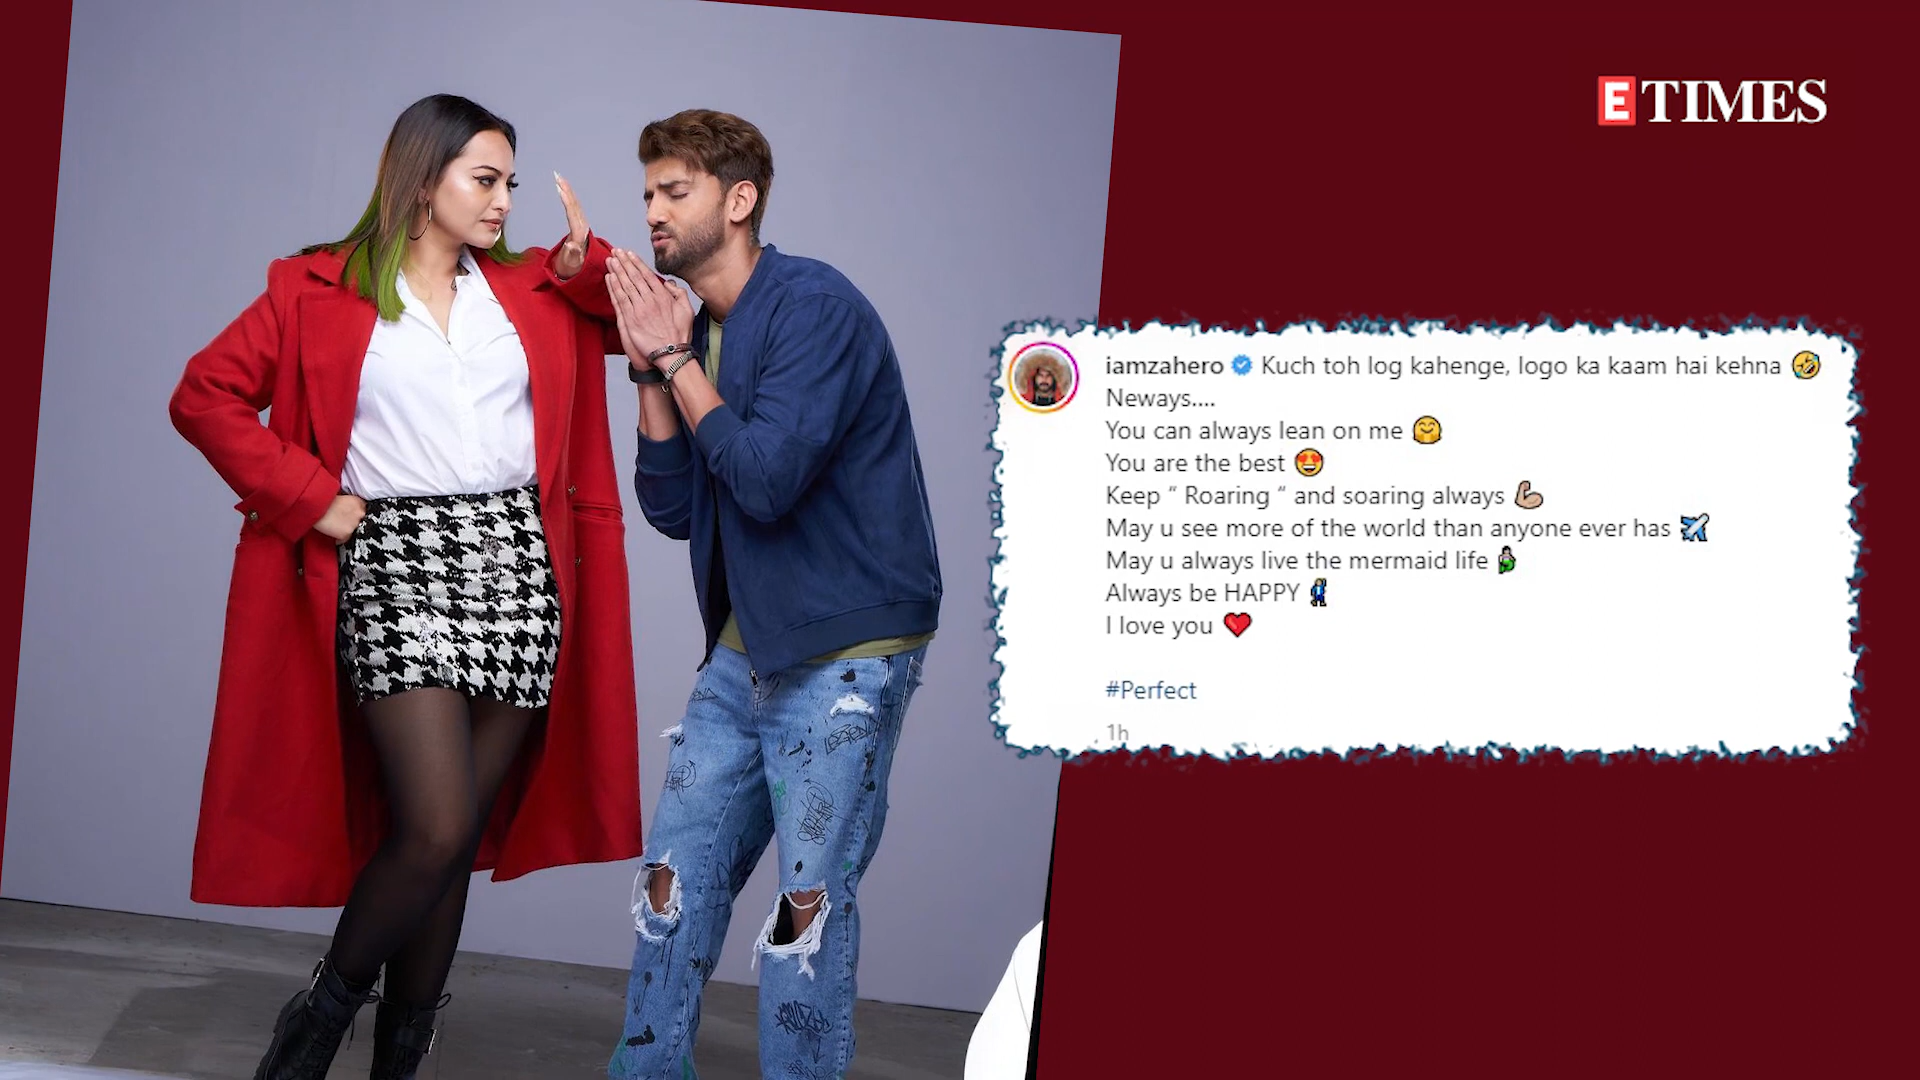 ETIMES
iamzahero Kuch toh log kahenge, logo ka kaam hai kehna 🤣
Neways....
You can always lean on me 🤗
You are the best 😍
Keep “ Roaring “ and soaring always 💪🏼
May u see more of the world than anyone ever has ✈️
May u always live the mermaid life 🧜🏻‍♀️
Always be HAPPY 🧍
I love you ❤️
#Perfect
1h